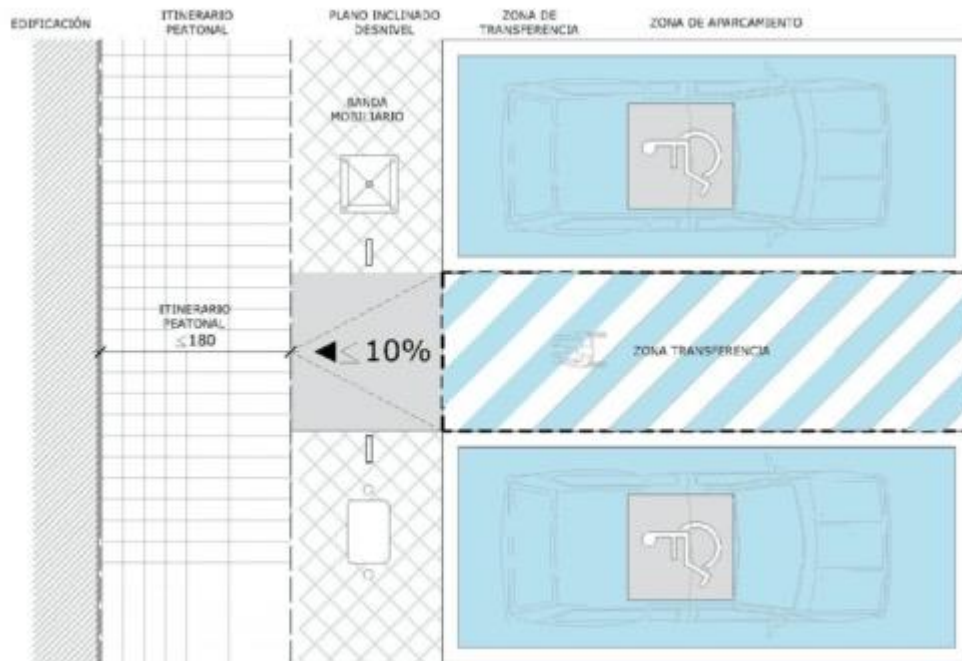 EDIFICACIÓN
ITINERARIO
PEATONAL
PLANO INCLINADO
DESNIVEL
ZONA DE
TRANSFERENCIA
ZONA DE APARCAMIENTO
BANDA
MOBILIARIO
ITINERARIO
PEATONAL
≤180
≤ 10%
ZONA TRANSFERENCIA